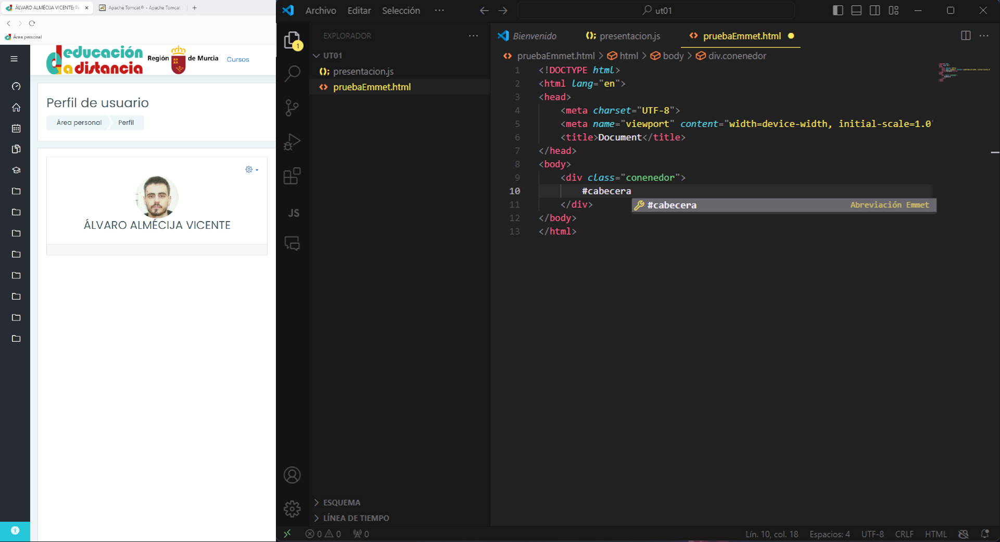 ÁLVARO ALMÉCIJA VICENTE: Pe
Apache Tomcat® - Apache Tomcat
Área personal
educación
a distancia
Región de Murcia
Cursos
Perfil de usuario
Área personal
Perfil
ÁLVARO ALMÉCIJA VICENTE
Archivo Editar Selección ···
ut01
EXPLORADOR
1
UT01
presentacion.js
pruebaEmmet.html
JS
ESQUEMA
LÍNEA DE TIEMPO
Bienvenido
presentacion.js
pruebaEmmet.html
pruebaEmmet.html > html > body > div.conenedor
1 <!DOCTYPE html>
2 <html lang="en">
3 <head>
4 <meta charset="UTF-8">
5 <meta name="viewport" content="width=device-width, initial-scale=1.0"
6 <title>Document</title>
7 </head>
8 <body>
9 <div class="conenedor">
10 #cabecera
11 </div>
#cabecera Abreviación Emmet
12 </body>
13 </html>
0 0 0
Lín. 10, col. 18 Espacios: 4 UTF-8 CRLF HTML